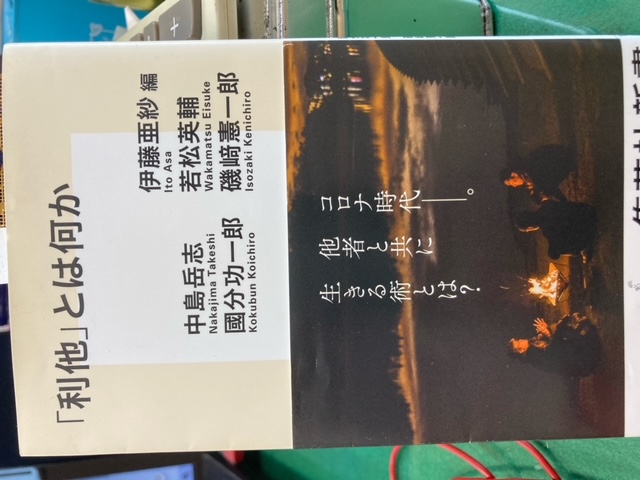 「利他」とは何か
伊藤亜紗 編
Ito Asa
中島岳志
Nakajima Takeshi
若松英輔
Wakamatsu Eisuke
國分功一郎
Kokubun Koichiro
磯﨑憲一郎
Isozaki Kenichiro
コロナ時代――。
他者と共に
生きる術とは?